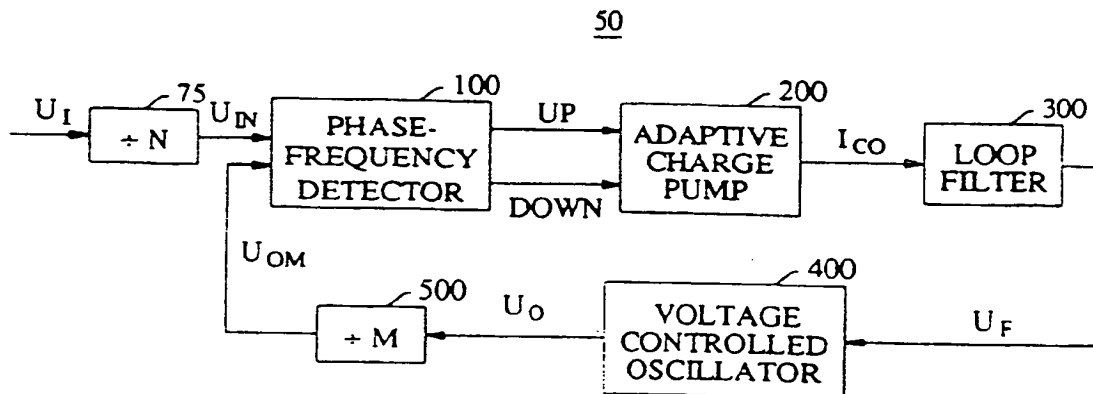 50
75
100
200
300
U_I
÷ N
U_IN
PHASE-
FREQUENCY
DETECTOR
UP
DOWN
ADAPTIVE
CHARGE
PUMP
I_CO
LOOP
FILTER
U_OM
500
÷ M
U_O
400
VOLTAGE
CONTROLLED
OSCILLATOR
U_F